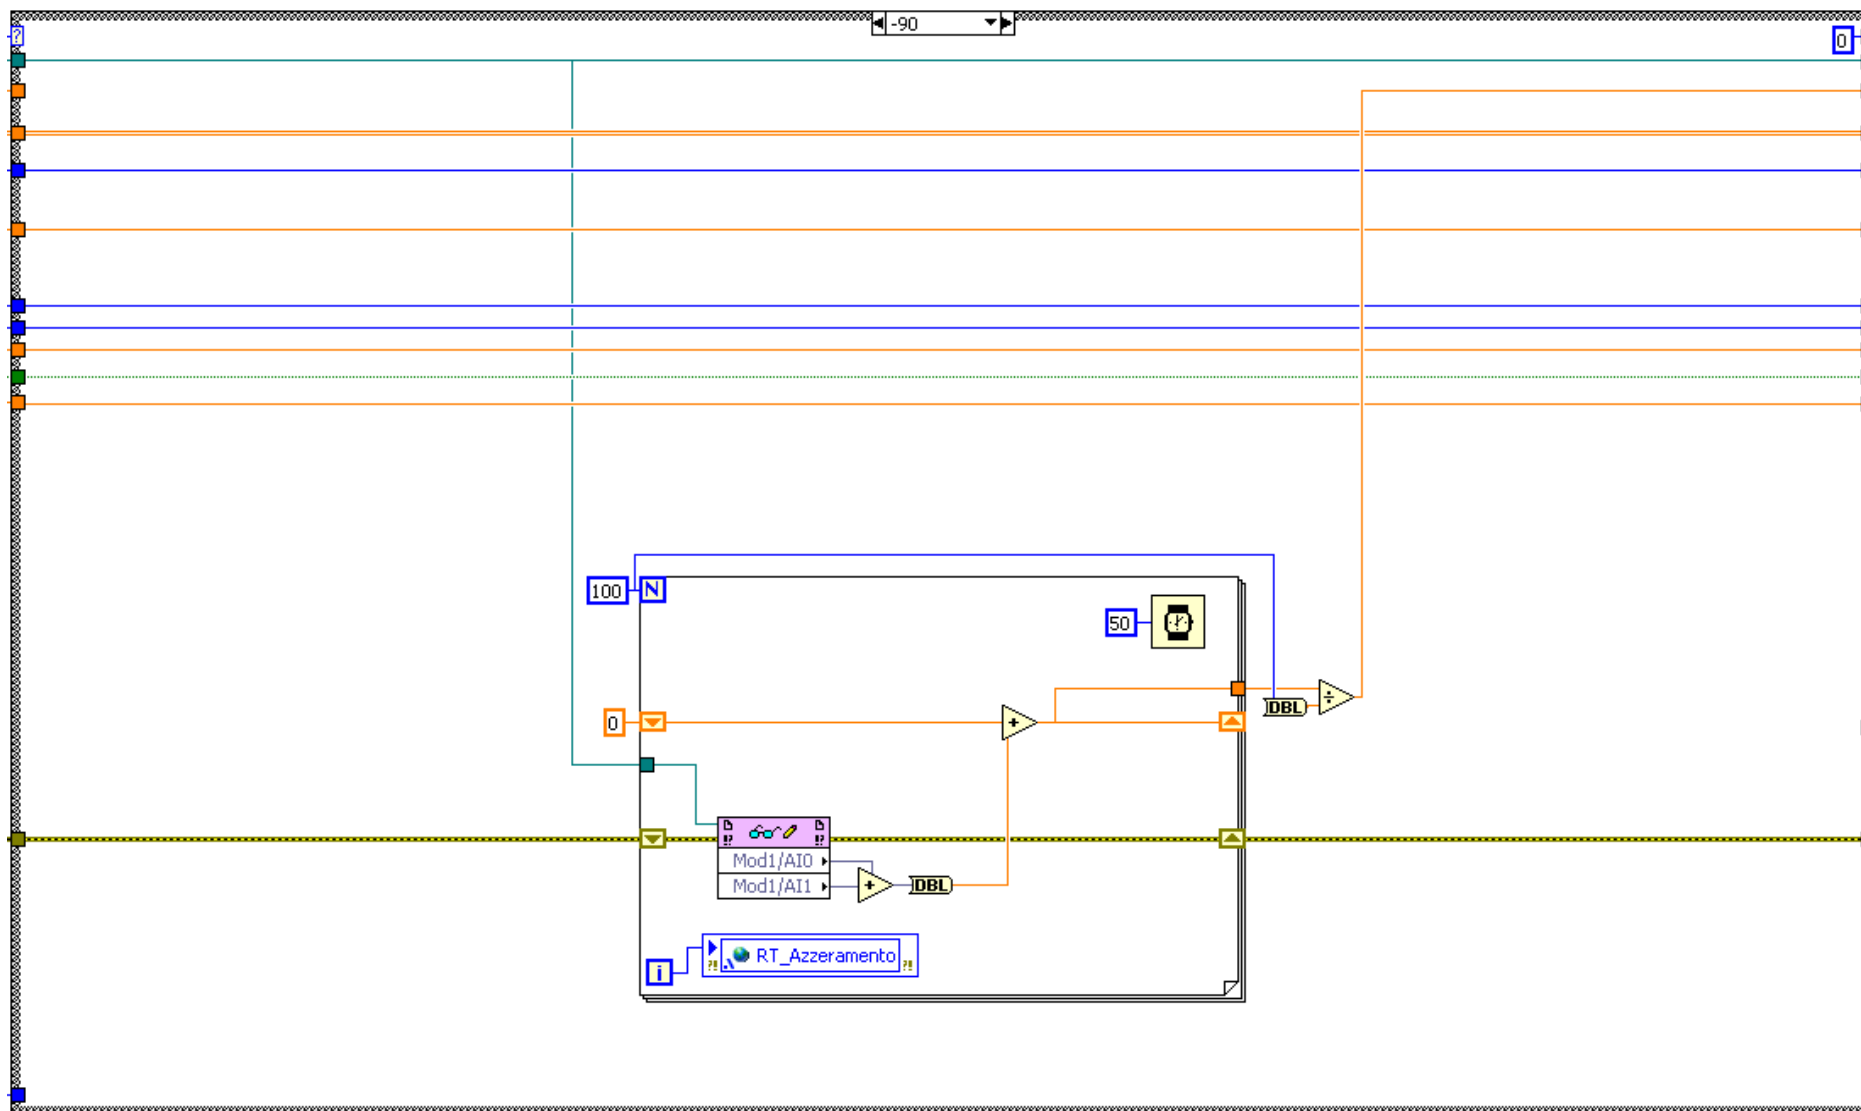 -90
?
0
100
N
50
DBL
÷
0
+
Mod1/AI0
Mod1/AI1
+
DBL
RT_Azzeramento
i